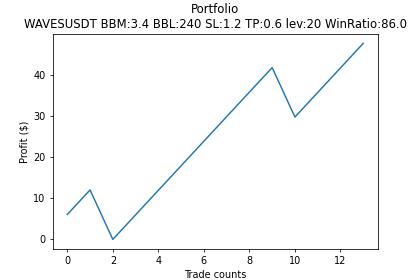 Portfolio
WAVESUSDT BBM:3.4 BBL:240 SL:1.2 TP:0.6 lev:20 WinRatio:86.0
Profit ($)
40
30
20
10
0
0 2 4 6 8 10 12
Trade counts